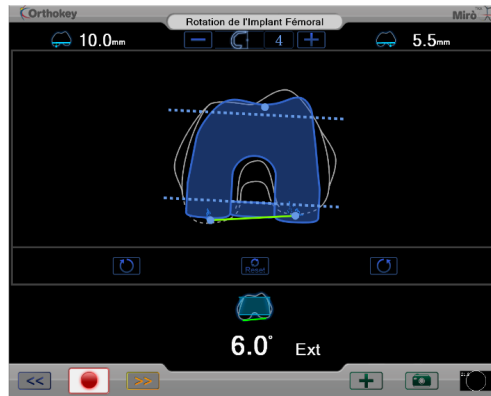 Orthokey
Rotation de l'Implant Fémoral
Mirò
10.0mm
4
5.5mm
Reset
6.0° Ext
<<
>>